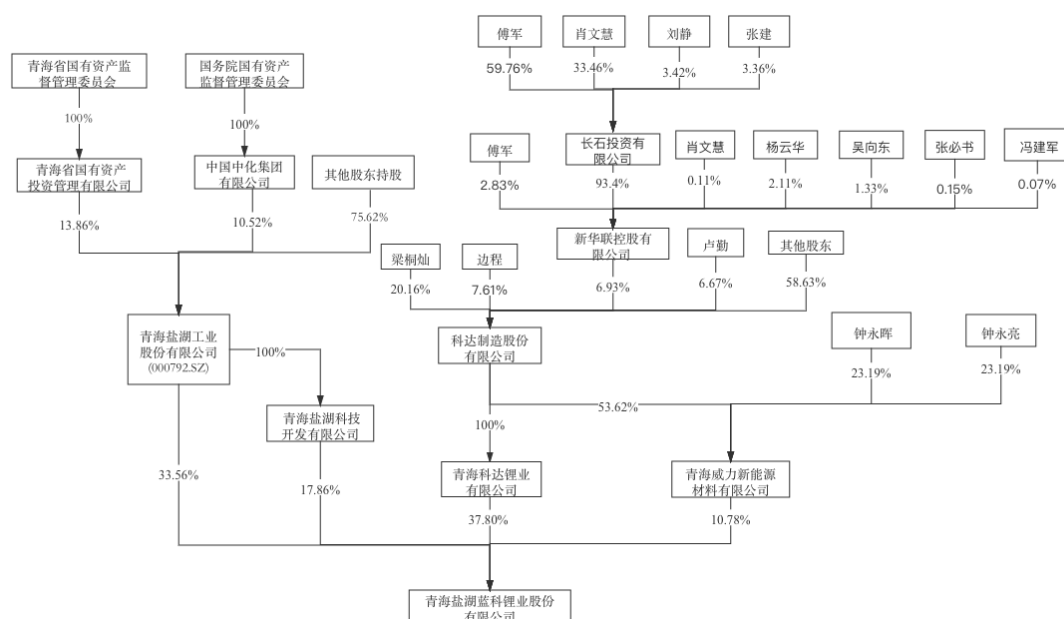 傅军
肖文慧
刘静
张建
59.76%
33.46%
3.42%
3.36%
青海省国有资产监
督管理委员会
国务院国有资产
监督管理委员会
100%
100%
傅军
长石投资有
限公司
肖文慧
杨云华
吴向东
张必书
冯建军
2.83%
93.4%
0.11%
2.11%
1.33%
0.15%
0.07%
青海省国有资产
投资管理有限公司
中国中化集团
有限公司
其他股东持股
13.86%
10.52%
75.62%
梁桐灿
边程
新华联控股有
限公司
卢勤
其他股东
20.16%
7.61%
6.93%
6.67%
58.63%
青海盐湖工业
股份有限公司
(000792.SZ)
科达制造股份
有限公司
钟永晖
钟永亮
100%
23.19%
23.19%
53.62%
青海盐湖科技
开发有限公司
100%
33.56%
17.86%
青海科达锂业
有限公司
青海威力新能源
材料有限公司
37.80%
10.78%
青海盐湖蓝科锂业股份
有限公司